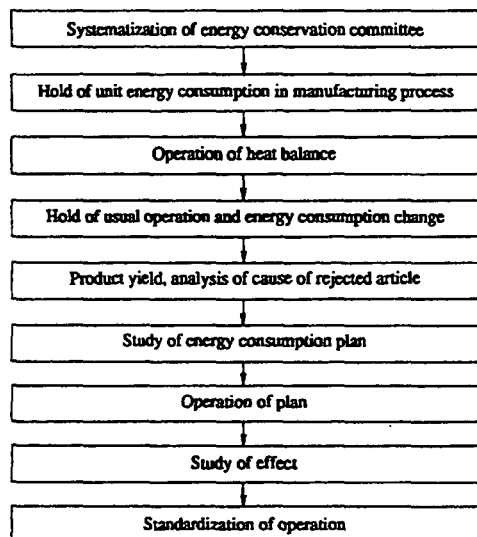 Systematization of energy conservation committee
Hold of unit energy consumption in manufacturing process
Operation of heat balance
Hold of usual operation and energy consumption change
Product yield, analysis of cause of rejected article
Study of energy consumption plan
Operation of plan
Study of effect
Standardization of operation